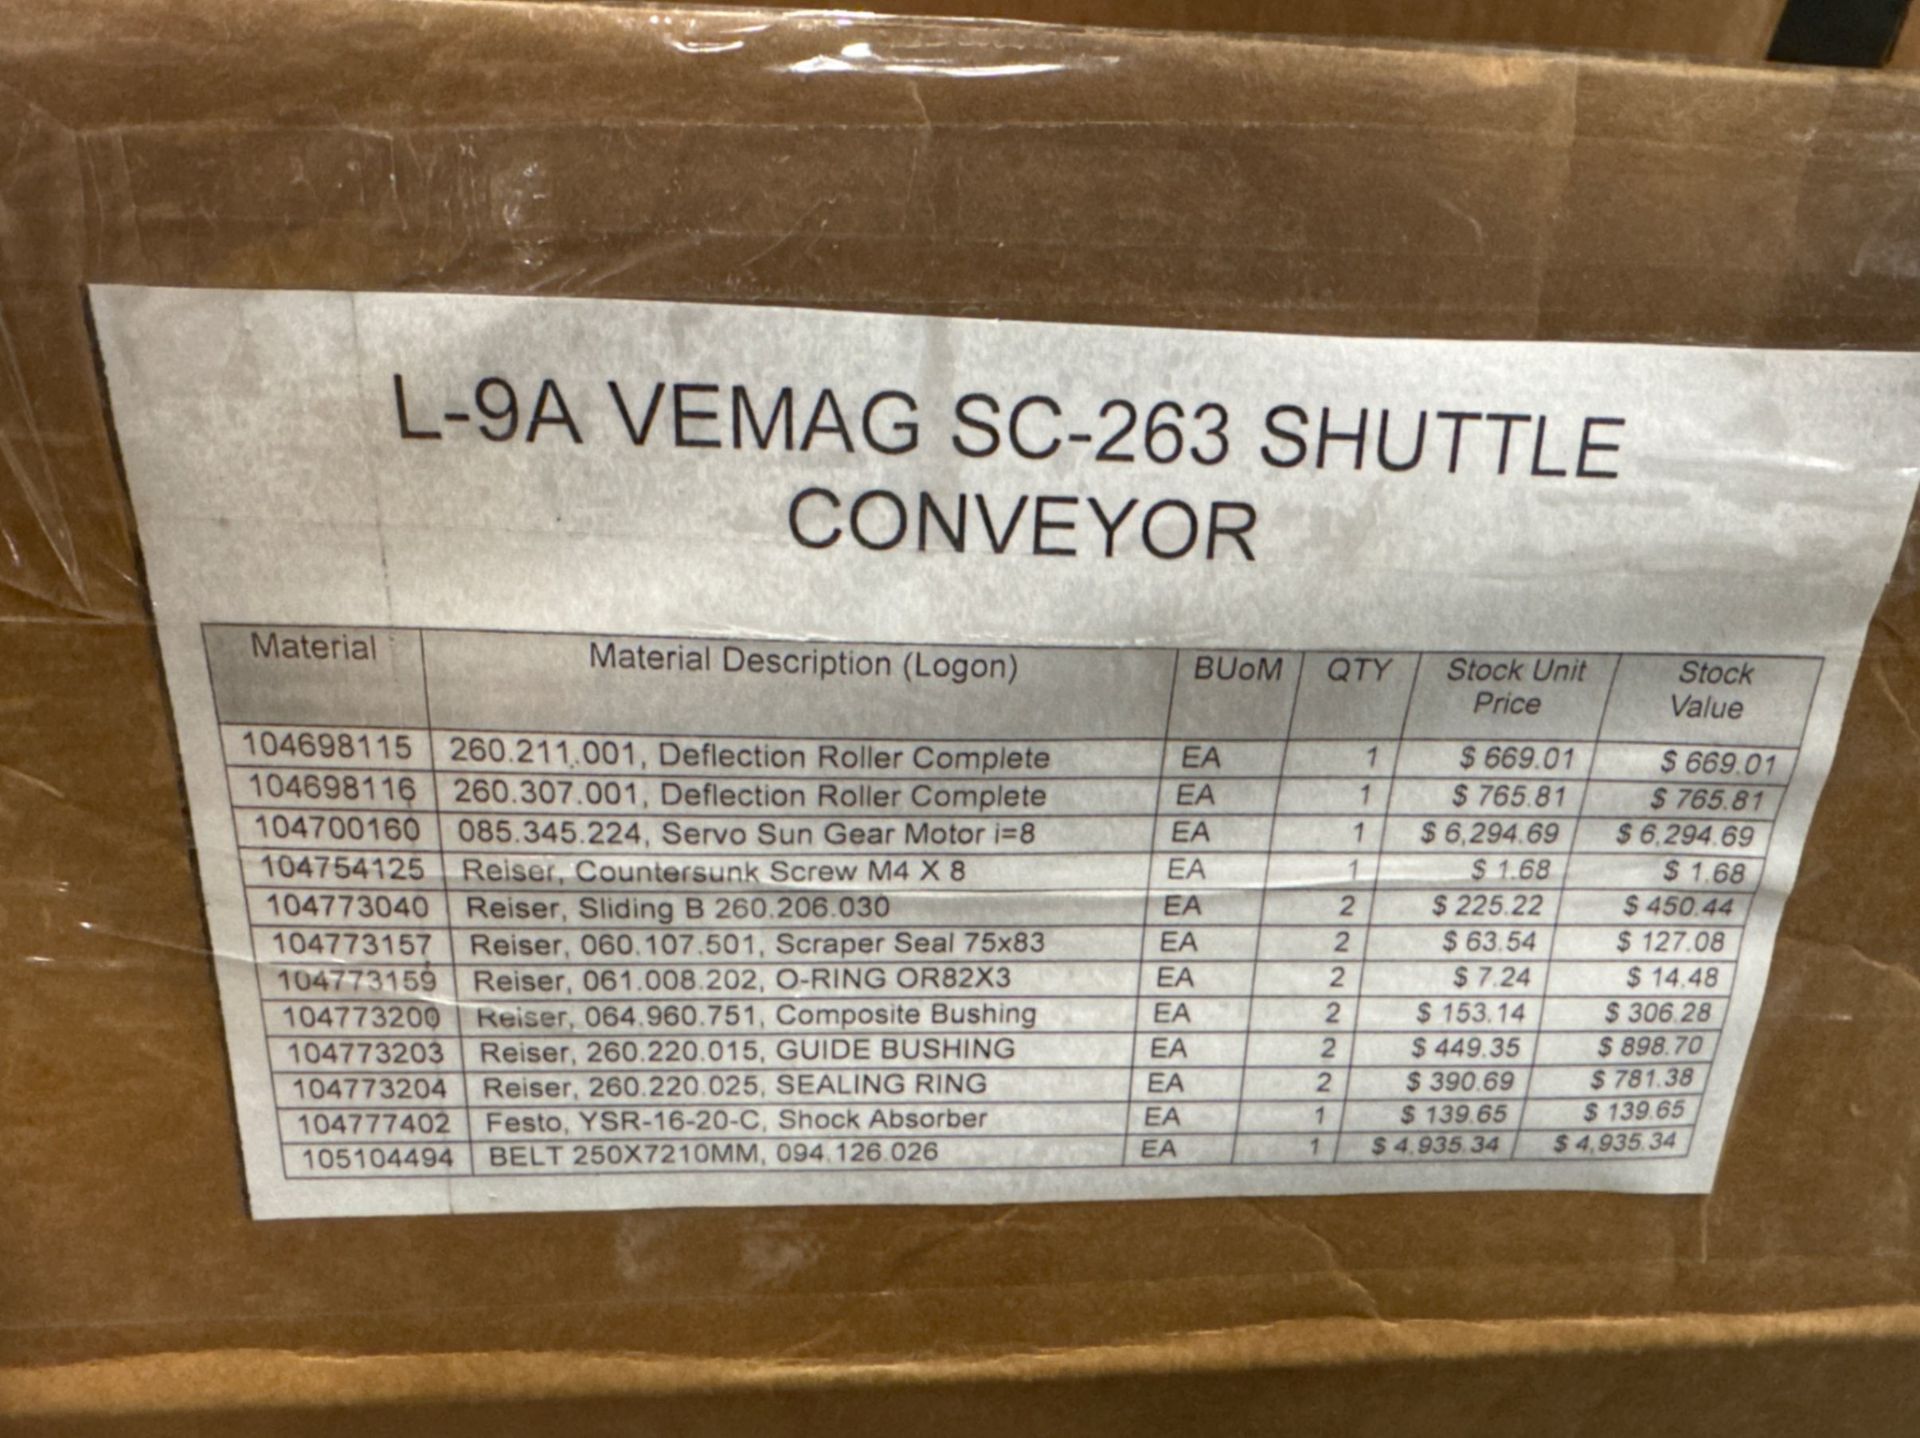 L-9A VEMAG SC-263 SHUTTLE
CONVEYOR
Material Material Description (Logon) BUoM QTY Stock Unit Price Stock Value
104698115 260.211.001, Deflection Roller Complete EA 1 $ 669.01 $ 669.01
104698116 260.307.001, Deflection Roller Complete EA 1 $ 765.81 $ 765.81
104700160 085.345.224, Servo Sun Gear Motor i=8 EA 1 $ 6,294.69 $ 6,294.69
104754125 Reiser, Countersunk Screw M4 X 8 EA 1 $ 1.68 $ 1.68
104773040 Reiser, Sliding B 260.206.030 EA 2 $ 225.22 $ 450.44
104773157 Reiser, 060.107.501, Scraper Seal 75x83 EA 2 $ 63.54 $ 127.08
104773159 Reiser, 061.008.202, O-RING OR82X3 EA 2 $ 7.24 $ 14.48
104773200 Reiser, 064.960.751, Composite Bushing EA 2 $ 153.14 $ 306.28
104773203 Reiser, 260.220.015, GUIDE BUSHING EA 2 $ 449.35 $ 898.70
104773204 Reiser, 260.220.025, SEALING RING EA 2 $ 390.69 $ 781.38
104777402 Festo, YSR-16-20-C, Shock Absorber EA 1 $ 139.65 $ 139.65
105104494 BELT 250X7210MM, 094.126.026 EA 1 $ 4,935.34 $ 4,935.34